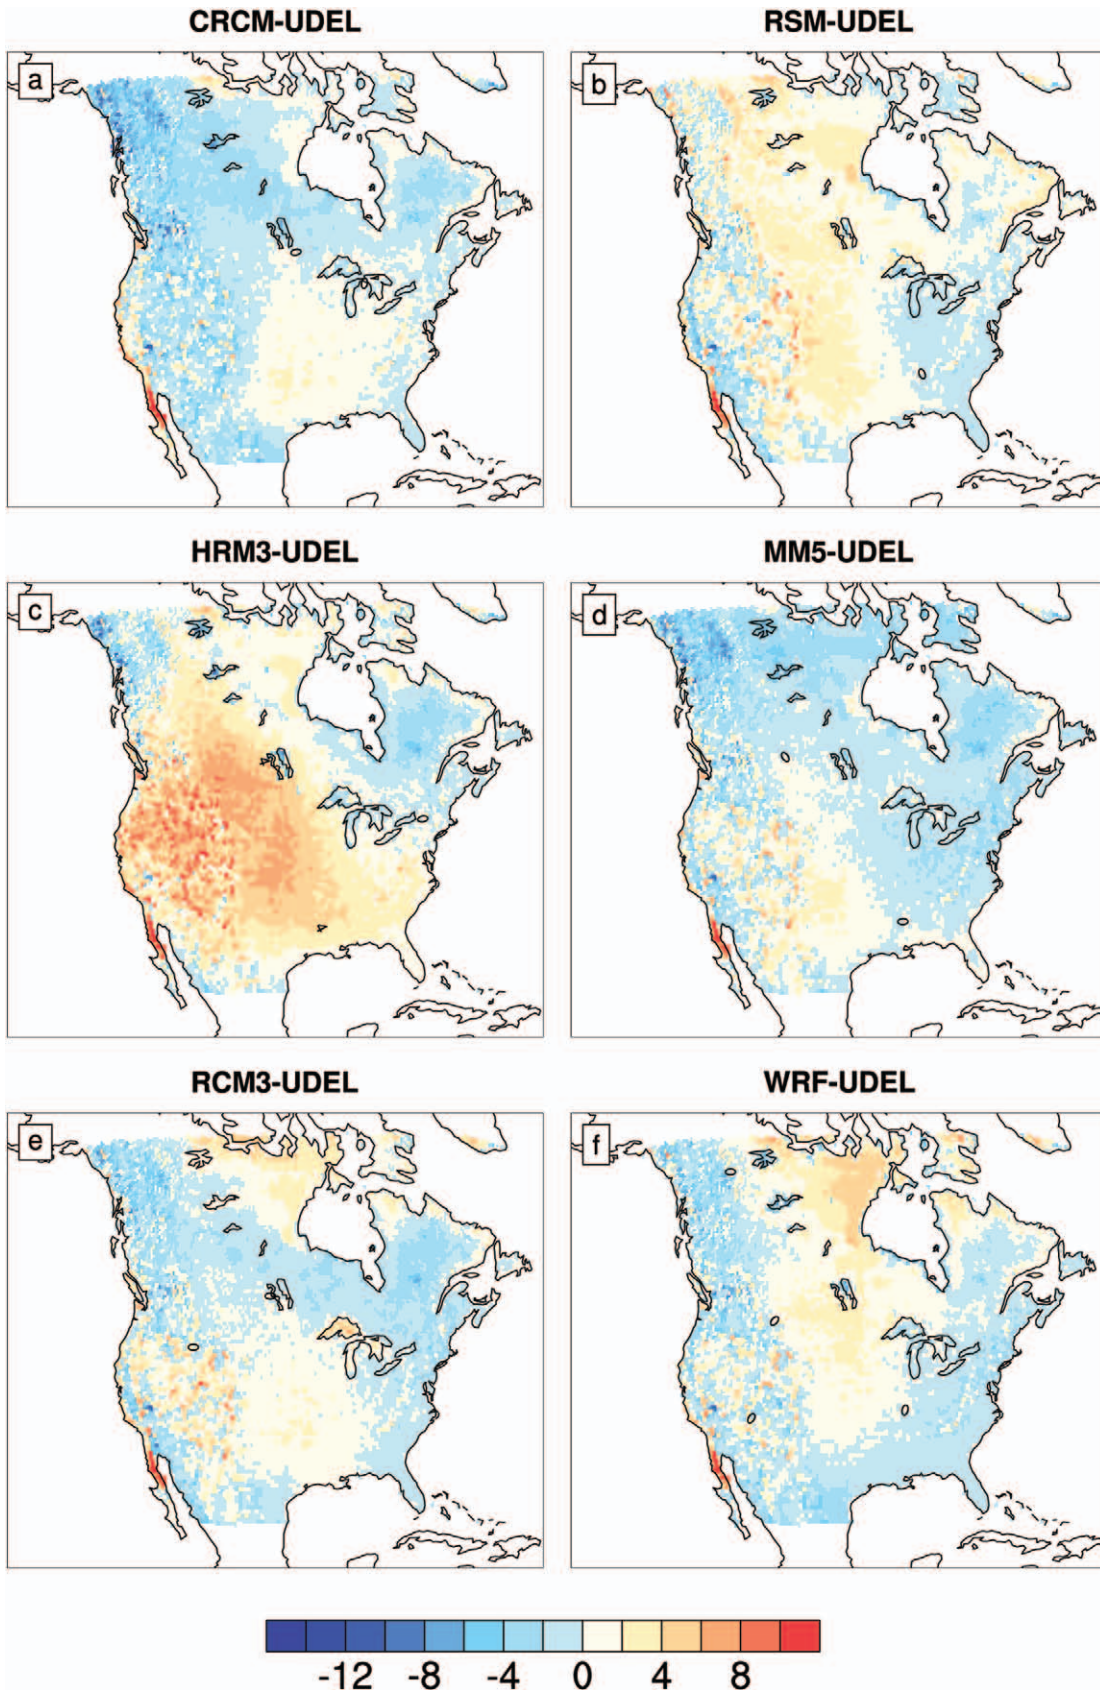 CRCM-UDEL
RSM-UDEL
a
b
HRM3-UDEL
MM5-UDEL
c
d
RCM3-UDEL
WRF-UDEL
e
f
-12 -8 -4 0 4 8